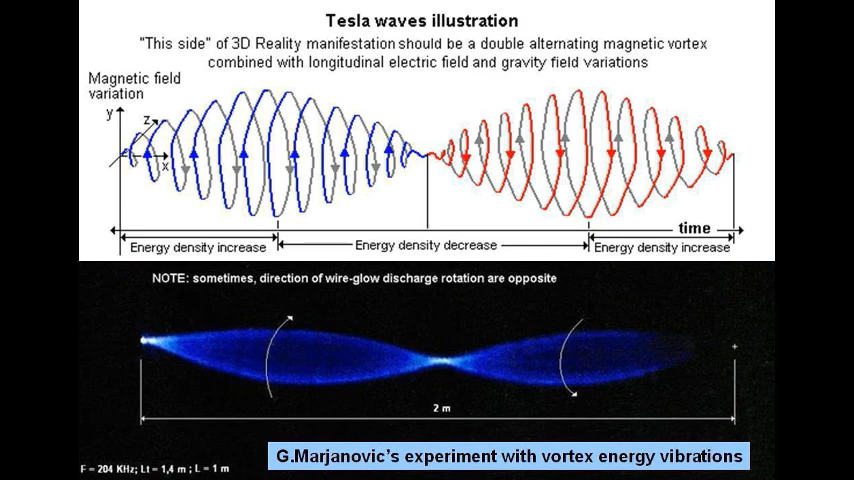 Tesla waves illustration
"This side" of 3D Reality manifestation should be a double alternating magnetic vortex
combined with longitudinal electric field and gravity field variations
Magnetic field
variation
y
z
x
time
Energy density increase
Energy density decrease
Energy density increase
NOTE: sometimes, direction of wire-glow discharge rotation are opposite
2 m
G.Marjanovic's experiment with vortex energy vibrations
F = 204 KHz; Lt = 1,4 m ; L = 1 m